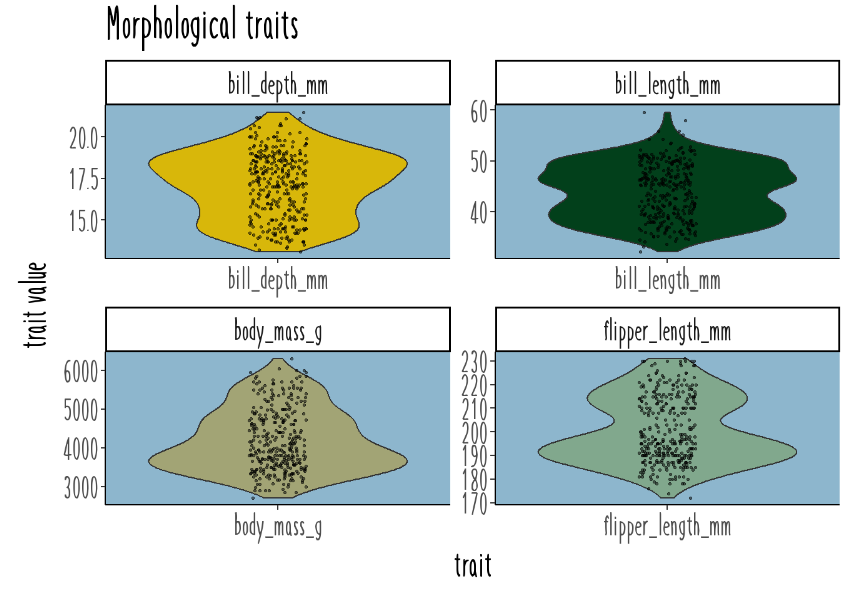 Morphological traits
bill_depth_mm
bill_length_mm
20.0
17.5
15.0
60
50
40
bill_depth_mm
bill_length_mm
trait value
body_mass_g
flipper_length_mm
6000
5000
4000
3000
230
220
210
200
190
180
170
body_mass_g
flipper_length_mm
trait